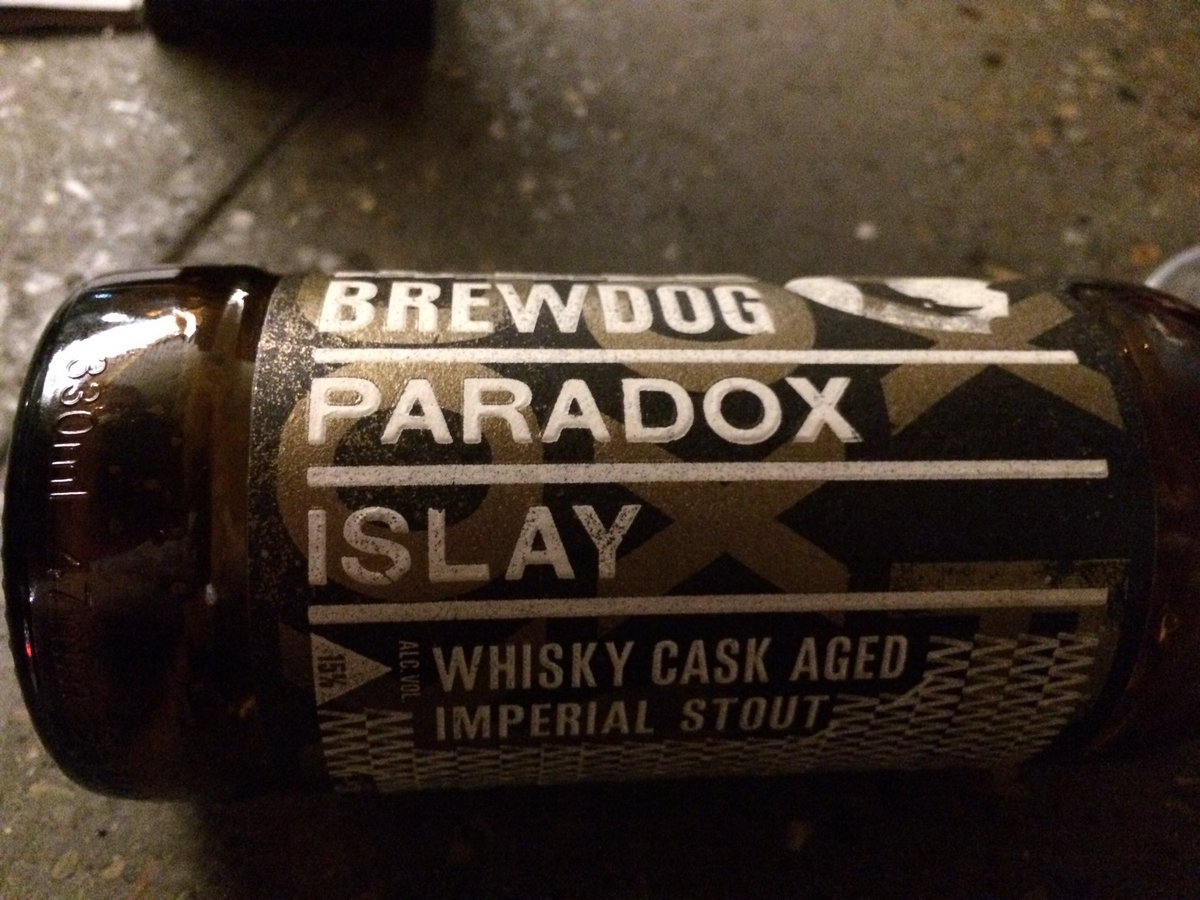 BREWDOG
PARADOX
ISLAY
15%
ALC. VOL
WHISKY CASK AGED
IMPERIAL STOUT
330ml